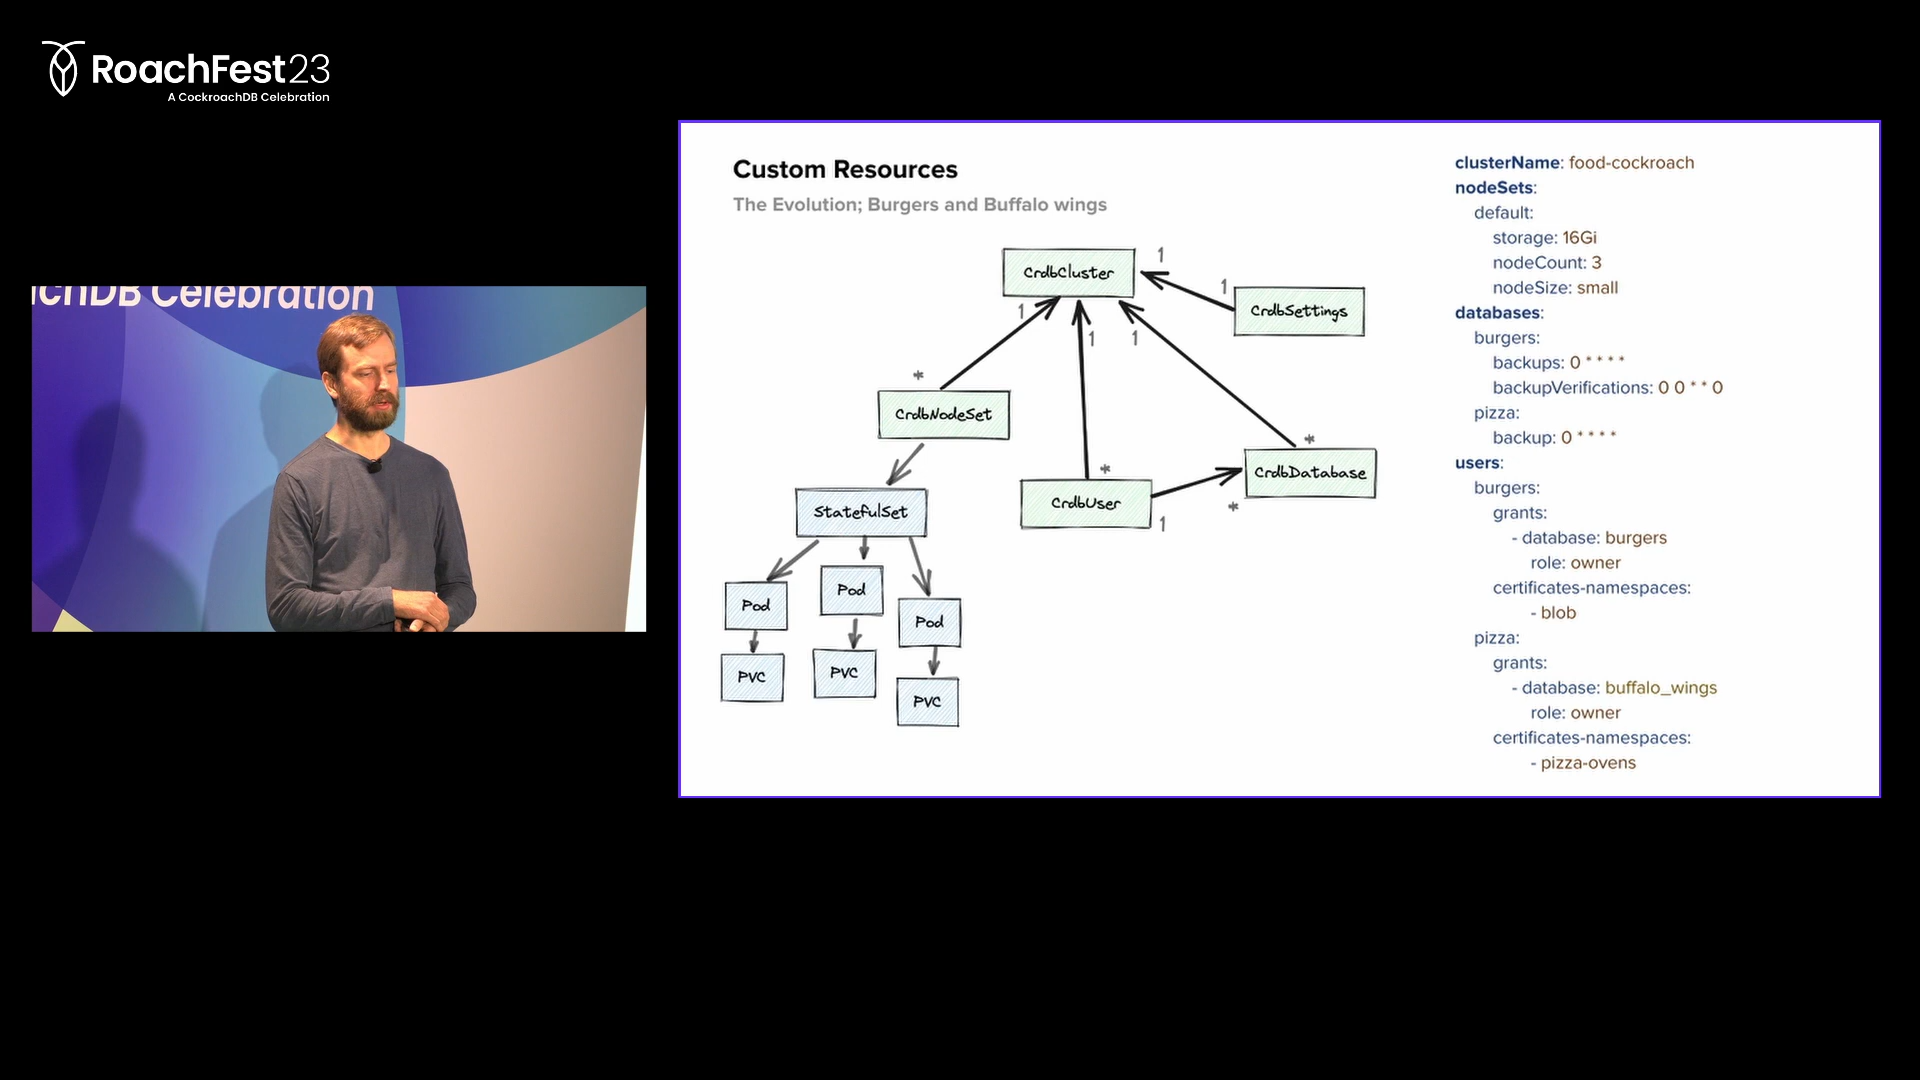 RoachFest23
A CockroachDB Celebration
achDB Celebration
Custom Resources
The Evolution; Burgers and Buffalo wings
CrdbCluster
1
1
CrdbSettings
1
1
1
*
CrdbNodeSet
*
*
CrdbDatabase
CrdbUser
*
1
StatefulSet
Pod
Pod
Pod
PVC
PVC
PVC
clusterName: food-cockroach
nodeSets:
default:
storage: 16Gi
nodeCount: 3
nodeSize: small
databases:
burgers:
backups: 0 * * * *
backupVerifications: 0 0 * * 0
pizza:
backup: 0 * * * *
users:
burgers:
grants:
- database: burgers
role: owner
certificates-namespaces:
- blob
pizza:
grants:
- database: buffalo_wings
role: owner
certificates-namespaces:
- pizza-ovens